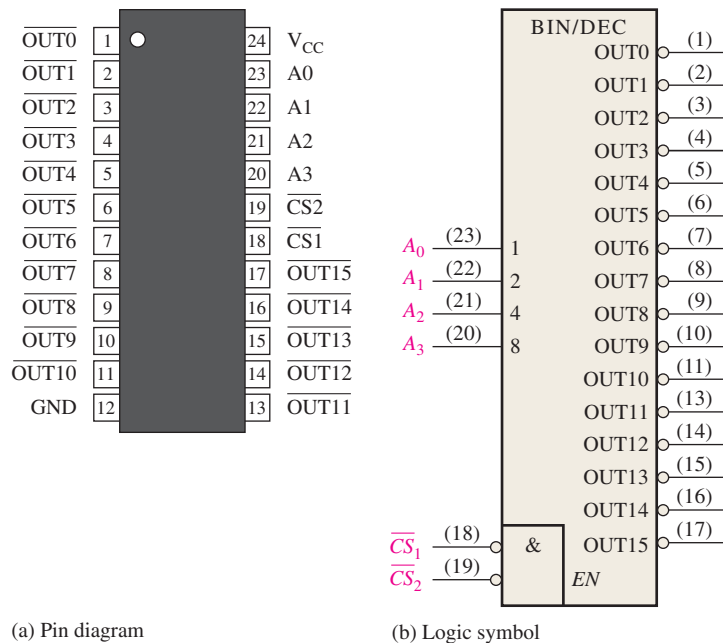 OUT0 1 24 VCC
OUT1 2 23 A0
OUT2 3 22 A1
OUT3 4 21 A2
OUT4 5 20 A3
OUT5 6 19 CS2
OUT6 7 18 CS1
OUT7 8 17 OUT15
OUT8 9 16 OUT14
OUT9 10 15 OUT13
OUT10 11 14 OUT12
GND 12 13 OUT11
(a) Pin diagram
BIN/DEC
OUT0 (1)
OUT1 (2)
OUT2 (3)
OUT3 (4)
OUT4 (5)
OUT5 (6)
A0 (23) 1 OUT6 (7)
A1 (22) 2 OUT7 (8)
A2 (21) 4 OUT8 (9)
A3 (20) 8 OUT9 (10)
OUT10 (11)
OUT11 (13)
OUT12 (14)
OUT13 (15)
OUT14 (16)
CS1 (18) & OUT15 (17)
CS2 (19) EN
(b) Logic symbol